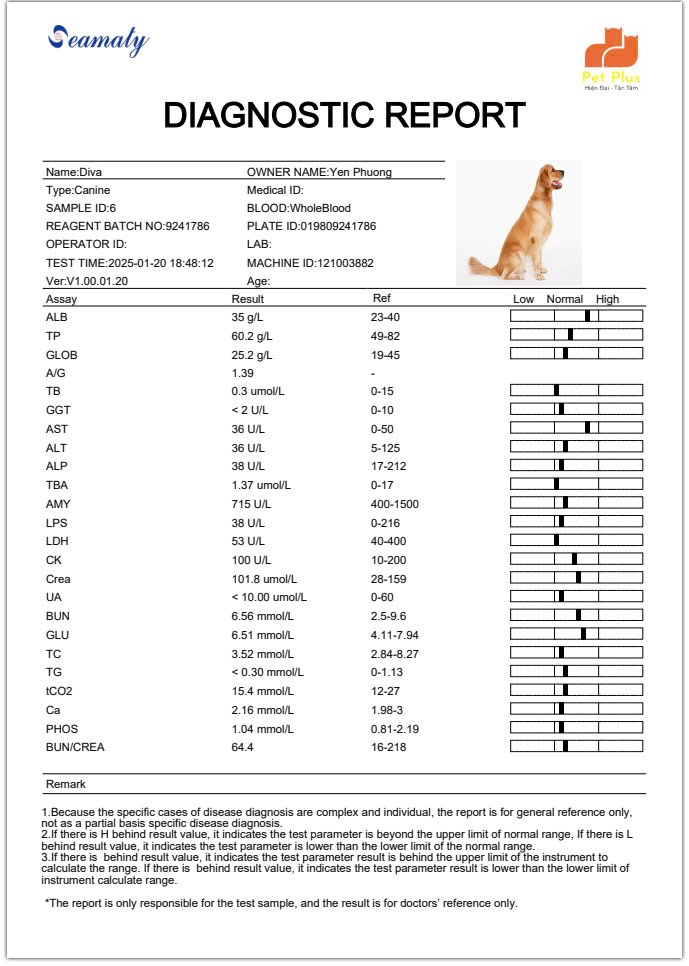 Seamaty
Pet Plus
Hiện Đại - Tận Tâm
DIAGNOSTIC REPORT
Name:Diva OWNER NAME:Yen Phuong
Type:Canine Medical ID:
SAMPLE ID:6 BLOOD:WholeBlood
REAGENT BATCH NO:9241786 PLATE ID:019809241786
OPERATOR ID: LAB:
TEST TIME:2025-01-20 18:48:12 MACHINE ID:121003882
Ver:V1.00.01.20 Age:
Assay Result Ref Low Normal High
ALB 35 g/L 23-40
TP 60.2 g/L 49-82
GLOB 25.2 g/L 19-45
A/G 1.39 -
TB 0.3 umol/L 0-15
GGT < 2 U/L 0-10
AST 36 U/L 0-50
ALT 36 U/L 5-125
ALP 38 U/L 17-212
TBA 1.37 umol/L 0-17
AMY 715 U/L 400-1500
LPS 38 U/L 0-216
LDH 53 U/L 40-400
CK 100 U/L 10-200
Crea 101.8 umol/L 28-159
UA < 10.00 umol/L 0-60
BUN 6.56 mmol/L 2.5-9.6
GLU 6.51 mmol/L 4.11-7.94
TC 3.52 mmol/L 2.84-8.27
TG < 0.30 mmol/L 0-1.13
tCO2 15.4 mmol/L 12-27
Ca 2.16 mmol/L 1.98-3
PHOS 1.04 mmol/L 0.81-2.19
BUN/CREA 64.4 16-218
Remark
1.Because the specific cases of disease diagnosis are complex and individual, the report is for general reference only,
not as a partial basis specific disease diagnosis.
2.If there is H behind result value, it indicates the test parameter is beyond the upper limit of normal range, If there is L
behind result value, it indicates the test parameter is lower than the lower limit of the normal range.
3.If there is behind result value, it indicates the test parameter result is behind the upper limit of the instrument to
calculate the range. If there is behind result value, it indicates the test parameter result is lower than the lower limit of
instrument calculate range.
*The report is only responsible for the test sample, and the result is for doctors' reference only.